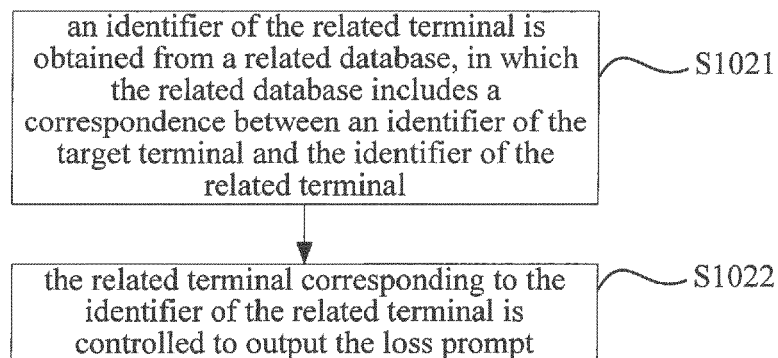 an identifier of the related terminal is
obtained from a related database, in which
the related database includes a
correspondence between an identifier of the
target terminal and the identifier of the
related terminal
S1021
the related terminal corresponding to the
identifier of the related terminal is
controlled to output the loss prompt
S1022